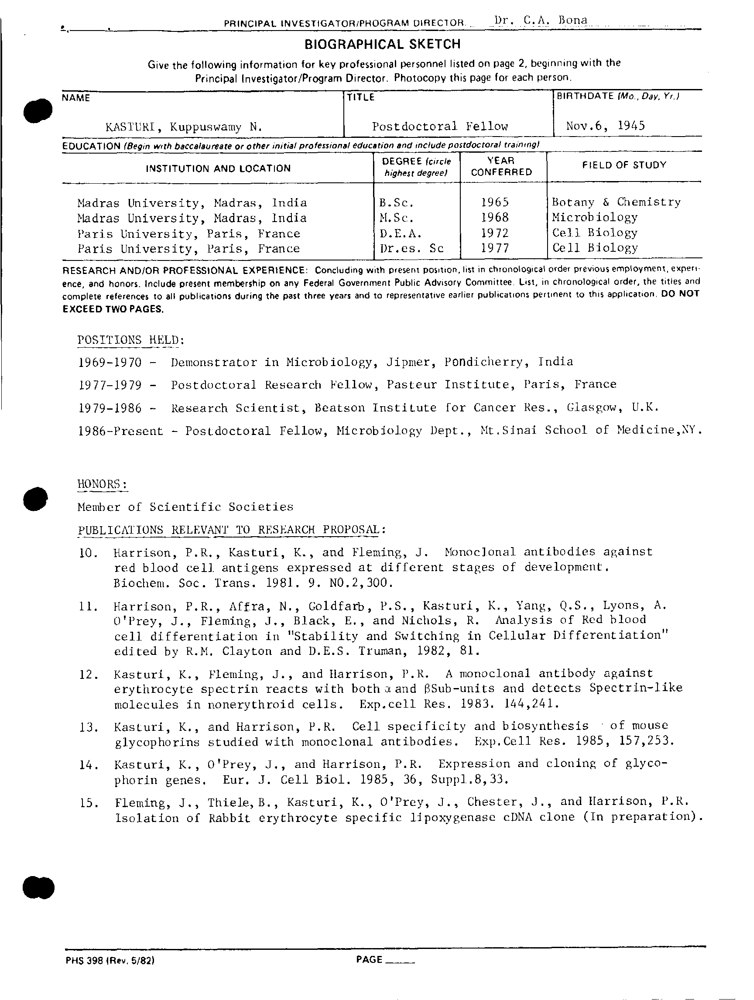 PRINCIPAL INVESTIGATOR/PROGRAM DIRECTOR Dr. C.A. Bona
BIOGRAPHICAL SKETCH
Give the following information for key professional personnel listed on page 2, beginning with the
Principal Investigator/Program Director. Photocopy this page for each person.
NAME TITLE BIRTHDATE (Mo., Day, Yr.)
KASTURI, Kuppuswamy N. Postdoctoral Fellow Nov.6, 1945
EDUCATION (Begin with baccalaureate or other initial professional education and include postdoctoral training)
INSTITUTION AND LOCATION DEGREE (circle highest degree) YEAR CONFERRED FIELD OF STUDY
Madras University, Madras, India B.Sc. 1965 Botany & Chemistry
Madras University, Madras, India M.Sc. 1968 Microbiology
Paris University, Paris, France D.E.A. 1972 Cell Biology
Paris University, Paris, France Dr.es. Sc 1977 Cell Biology
RESEARCH AND/OR PROFESSIONAL EXPERIENCE: Concluding with present position, list in chronological order previous employment, experi-
ence, and honors. Include present membership on any Federal Government Public Advisory Committee. List, in chronological order, the titles and
complete references to all publications during the past three years and to representative earlier publications pertinent to this application. DO NOT
EXCEED TWO PAGES.
POSITIONS HELD:
1969-1970 - Demonstrator in Microbiology, Jipmer, Pondicherry, India
1977-1979 - Postdoctoral Research Fellow, Pasteur Institute, Paris, France
1979-1986 - Research Scientist, Beatson Institute for Cancer Res., Glasgow, U.K.
1986-Present - Postdoctoral Fellow, Microbiology Dept., Mt.Sinai School of Medicine,NY.
HONORS:
Member of Scientific Societies
PUBLICATIONS RELEVANT TO RESEARCH PROPOSAL:
10. Harrison, P.R., Kasturi, K., and Fleming, J. Monoclonal antibodies against
red blood cell antigens expressed at different stages of development.
Biochem. Soc. Trans. 1981. 9. NO.2,300.
11. Harrison, P.R., Affra, N., Goldfarb, P.S., Kasturi, K., Yang, Q.S., Lyons, A.
O'Prey, J., Fleming, J., Black, E., and Nichols, R. Analysis of Red blood
cell differentiation in "Stability and Switching in Cellular Differentiation"
edited by R.M. Clayton and D.E.S. Truman, 1982, 81.
12. Kasturi, K., Fleming, J., and Harrison, P.R. A monoclonal antibody against
erythrocyte spectrin reacts with both α and βSub-units and detects Spectrin-like
molecules in nonerythroid cells. Exp.cell Res. 1983. 144,241.
13. Kasturi, K., and Harrison, P.R. Cell specificity and biosynthesis of mouse
glycophorins studied with monoclonal antibodies. Exp.Cell Res. 1985, 157,253.
14. Kasturi, K., O'Prey, J., and Harrison, P.R. Expression and cloning of glyco-
phorin genes. Eur. J. Cell Biol. 1985, 36, Suppl.8,33.
15. Fleming, J., Thiele,B., Kasturi, K., O'Prey, J., Chester, J., and Harrison, P.R.
Isolation of Rabbit erythrocyte specific lipoxygenase cDNA clone (In preparation).
PHS 398 (Rev. 5/82) PAGE